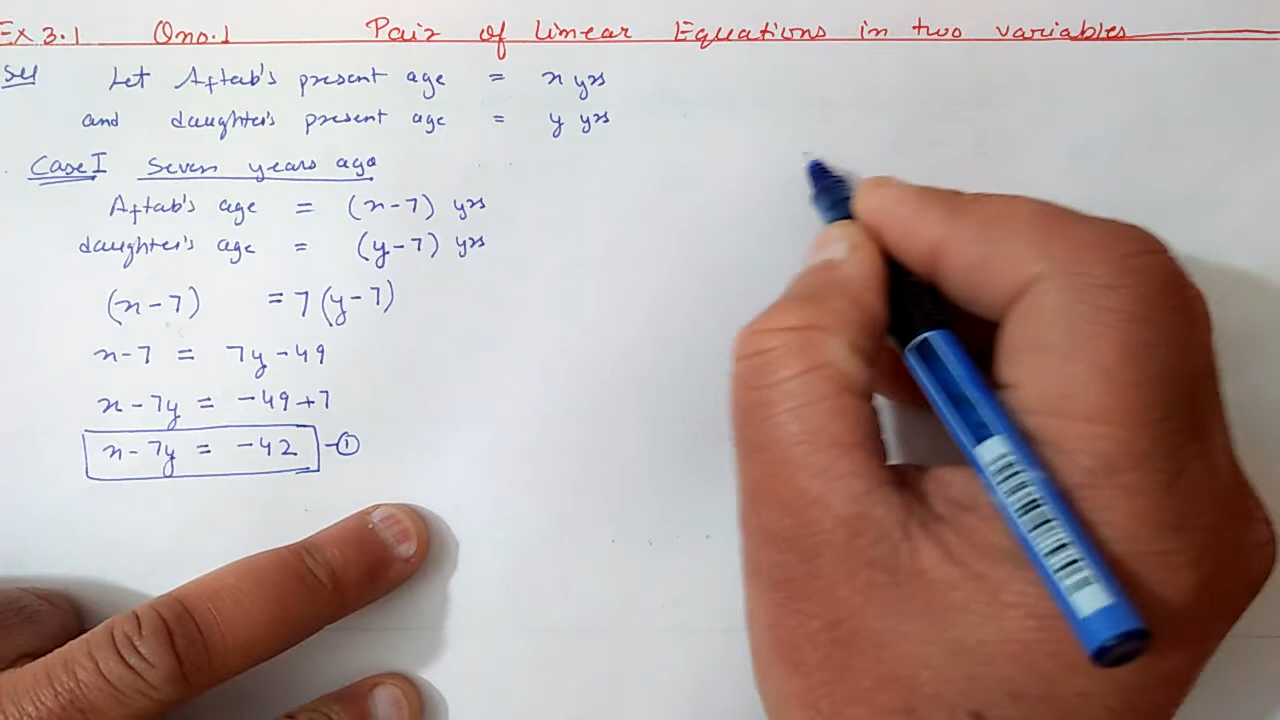 Ex 3.1 Qno.1 Pair of Linear Equations in two variables
Sol Let Aftab's present age = x yrs
and daughter's present age = y yrs
Case I Seven years ago
Aftab's age = (x-7) yrs
daughter's age = (y-7) yrs
(x-7) = 7(y-7)
x-7 = 7y-49
x-7y = -49+7
x-7y = -42 -①